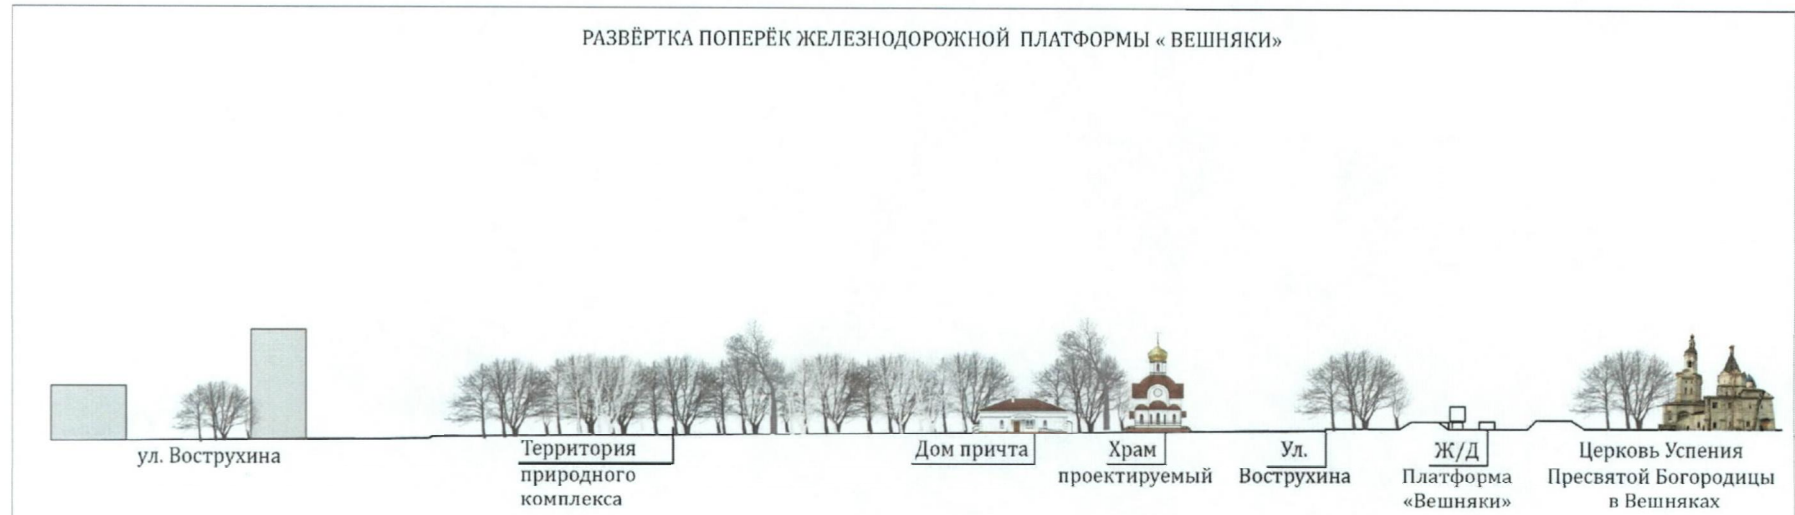 РАЗВЁРТКА ПОПЕРЁК ЖЕЛЕЗНОДОРОЖНОЙ ПЛАТФОРМЫ « ВЕШНЯКИ»
ул. Вострухина
Территория
природного
комплекса
Дом причта
Храм
проектируемый
Ул.
Вострухина
Ж/Д
Платформа
«Вешняки»
Церковь Успения
Пресвятой Богородицы
в Вешняках